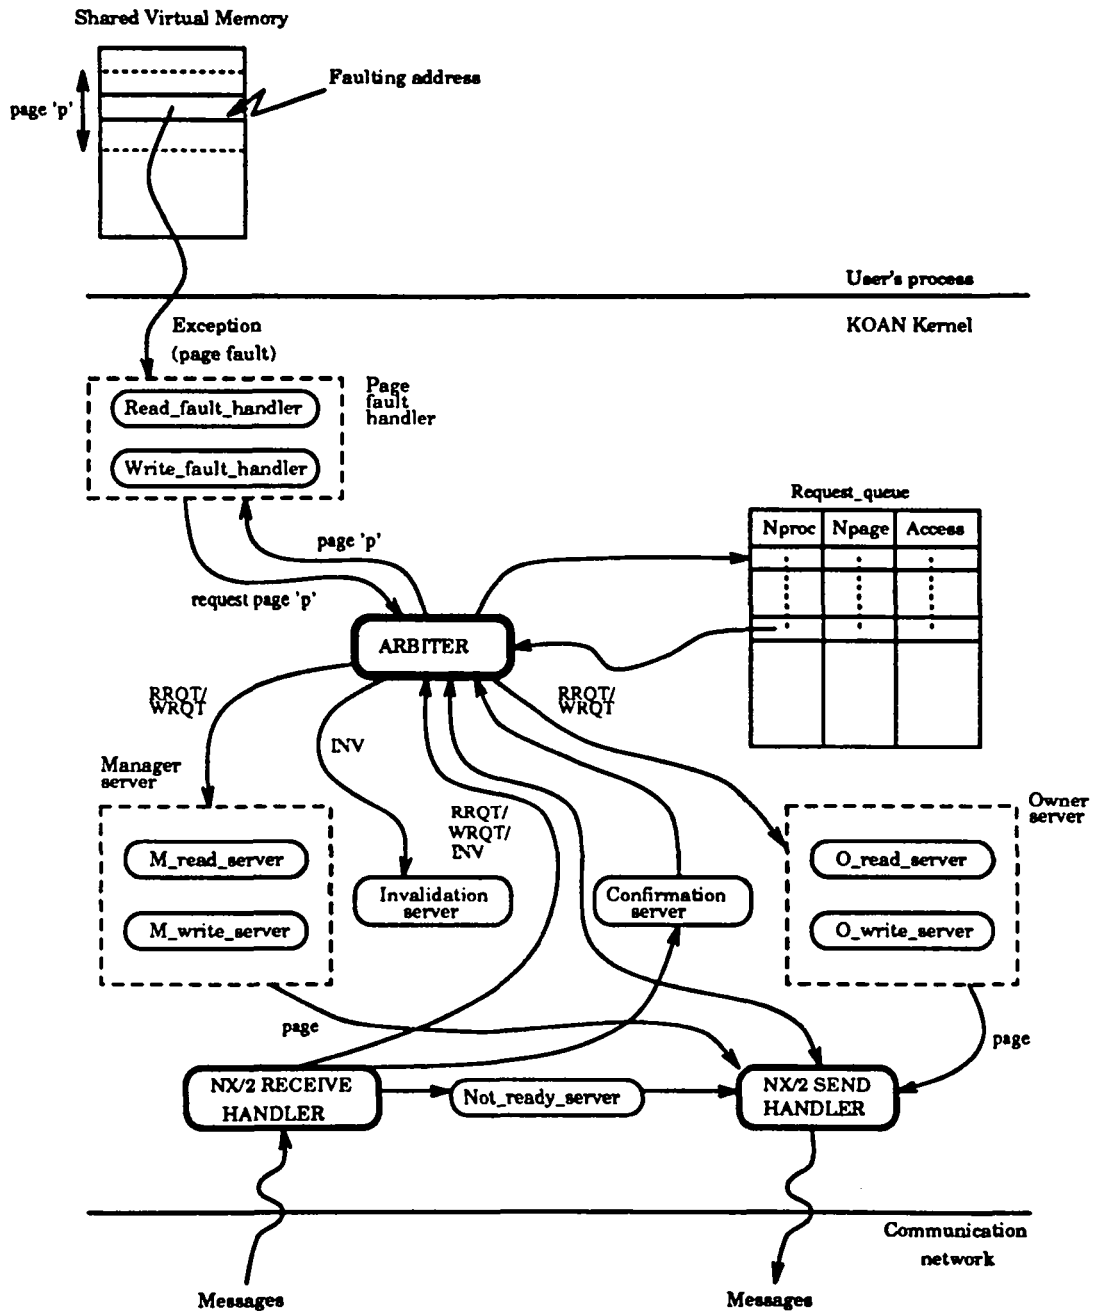 Shared Virtual Memory
Faulting address
page 'p'
User's process
KOAN Kernel
Exception
(page fault)
Page
fault
handler
Read_fault_handler
Write_fault_handler
Request_queue
Nproc Npage Access
page 'p'
request page 'p'
ARBITER
RRQT/
WRQT
RRQT/
WRQT
INV
Manager
server
RRQT/
WRQT/
INV
Owner
server
M_read_server
M_write_server
Invalidation
server
Confirmation
server
O_read_server
O_write_server
page
page
NX/2 RECEIVE
HANDLER
Not_ready_server
NX/2 SEND
HANDLER
Communication
network
Messages
Messages